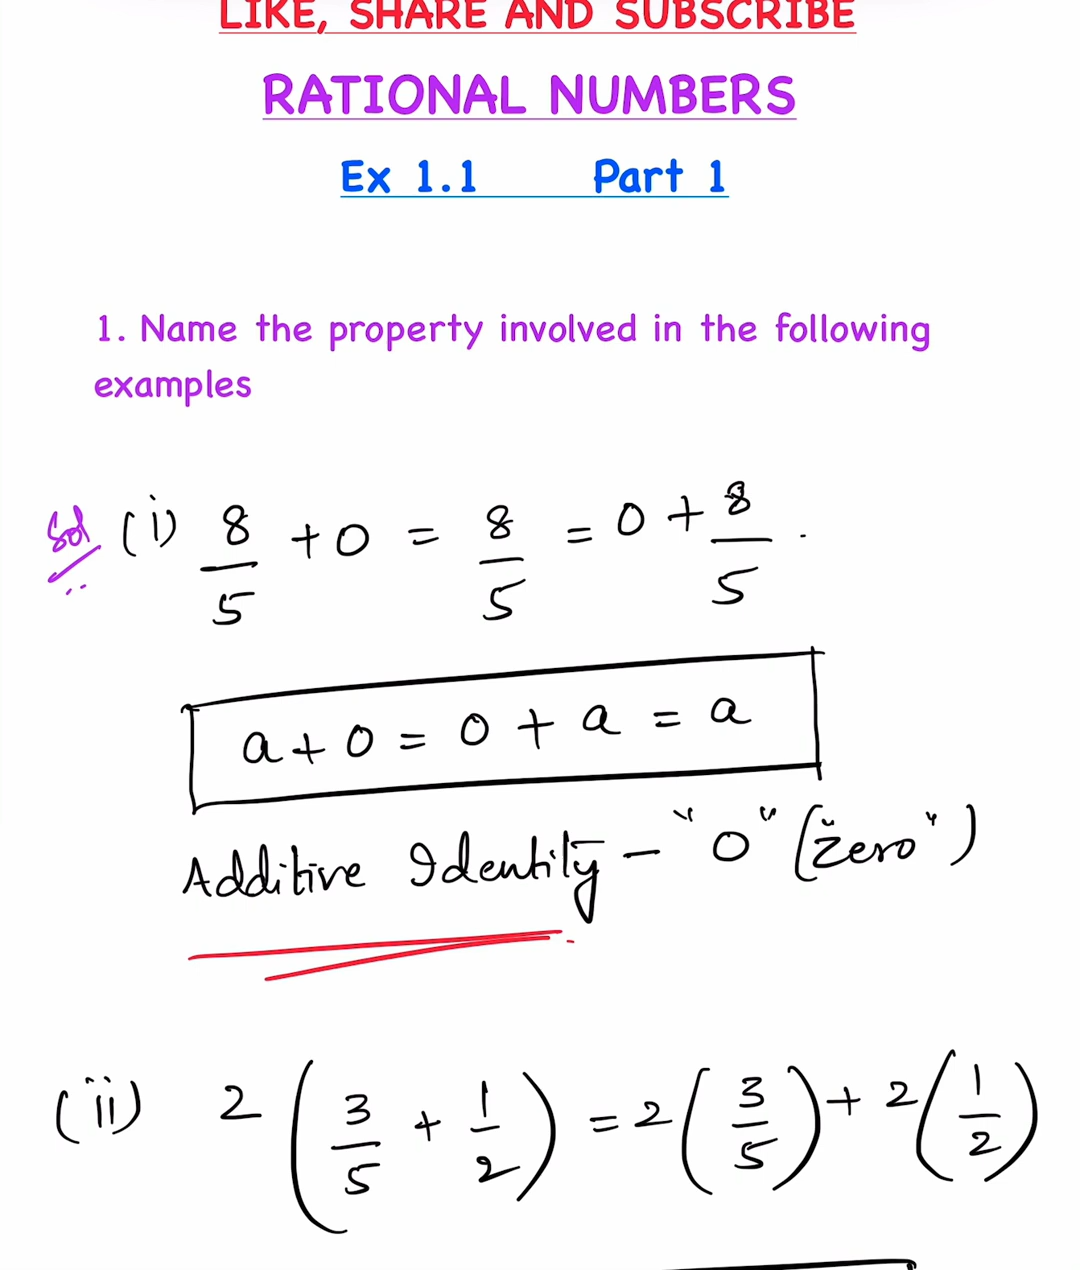 LIKE, SHARE AND SUBSCRIBE
RATIONAL NUMBERS
Ex 1.1 Part 1
1. Name the property involved in the following
examples
Sol (i) 8/5 + 0 = 8/5 = 0 + 8/5 .
a + 0 = 0 + a = a
Additive Identity - "0" ("zero")
(ii) 2 (3/5 + 1/2) = 2 (3/5) + 2 (1/2)